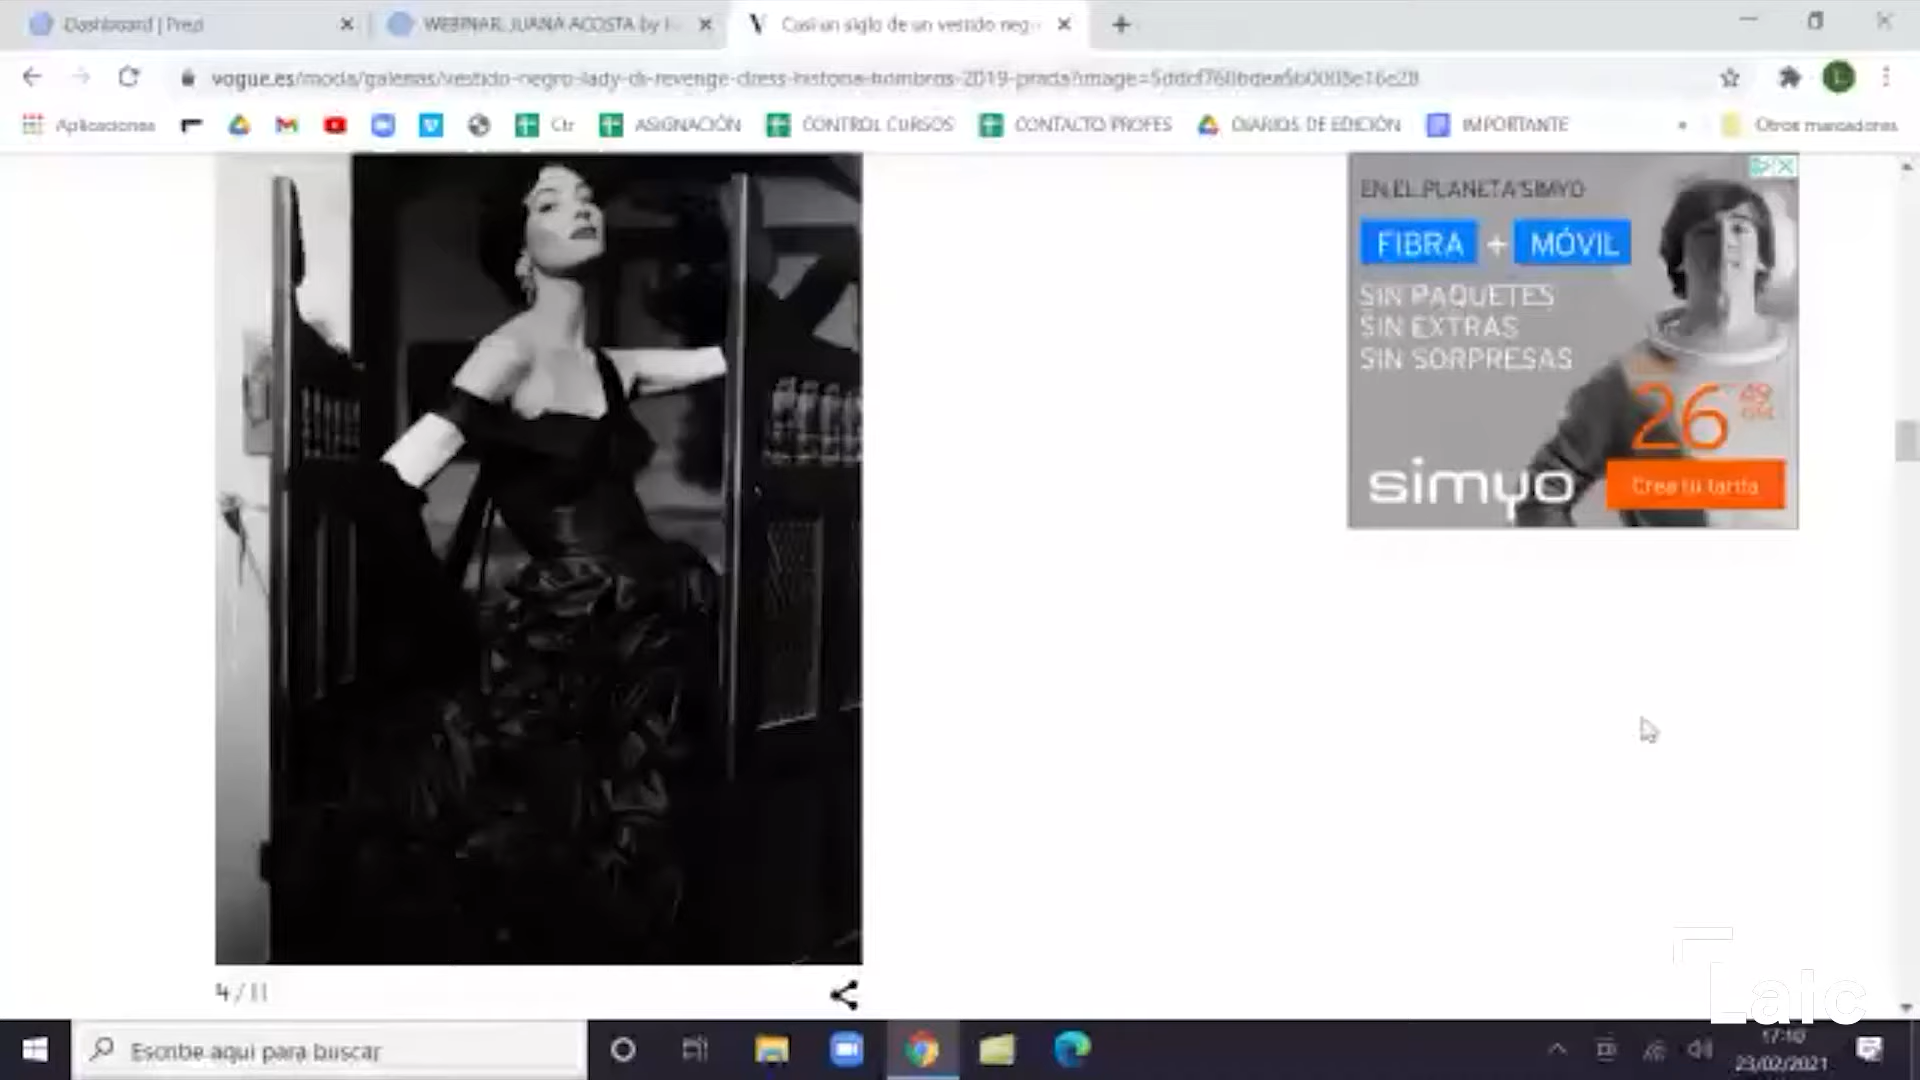 Dashboard | Prezi
WEBINAR. JUANA ACOSTA by
Casi un siglo de un vestido neg
vogue.es/moda/galerias/vestido-negro-lady-di-revenge-dress-historia-hombros-2019-prada?image=
Aplicaciones
Ctr
ASIGNACIÓN
CONTROL CURSOS
CONTACTO PROFES
DIARIOS DE EDICIÓN
IMPORTANTE
Otros marcadores
EN EL PLANETA SIMYO
FIBRA + MÓVIL
SIN PAQUETES
SIN EXTRAS
SIN SORPRESAS
26
49
simyo
Crea tu tarifa
4 / 11
Laic
Escribe aquí para buscar
17:10
23/02/2021